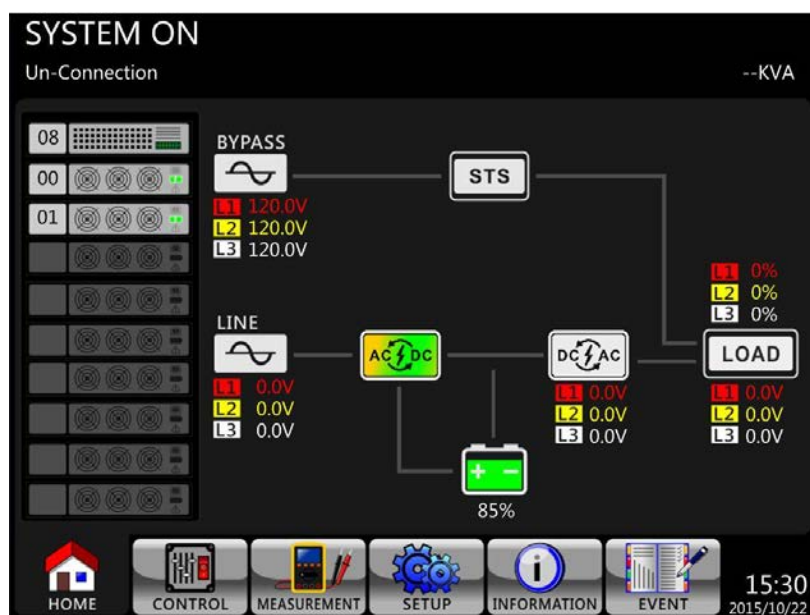 SYSTEM ON
Un-Connection
--KVA
08
00
01
BYPASS
L1 120.0V
L2 120.0V
L3 120.0V
STS
L1 0%
L2 0%
L3 0%
LINE
AC DC
DC AC
LOAD
L1 0.0V
L2 0.0V
L3 0.0V
L1 0.0V
L2 0.0V
L3 0.0V
L1 0.0V
L2 0.0V
L3 0.0V
+ -
85%
HOME
CONTROL
MEASUREMENT
SETUP
INFORMATION
EVENT
15:30
2015/10/22